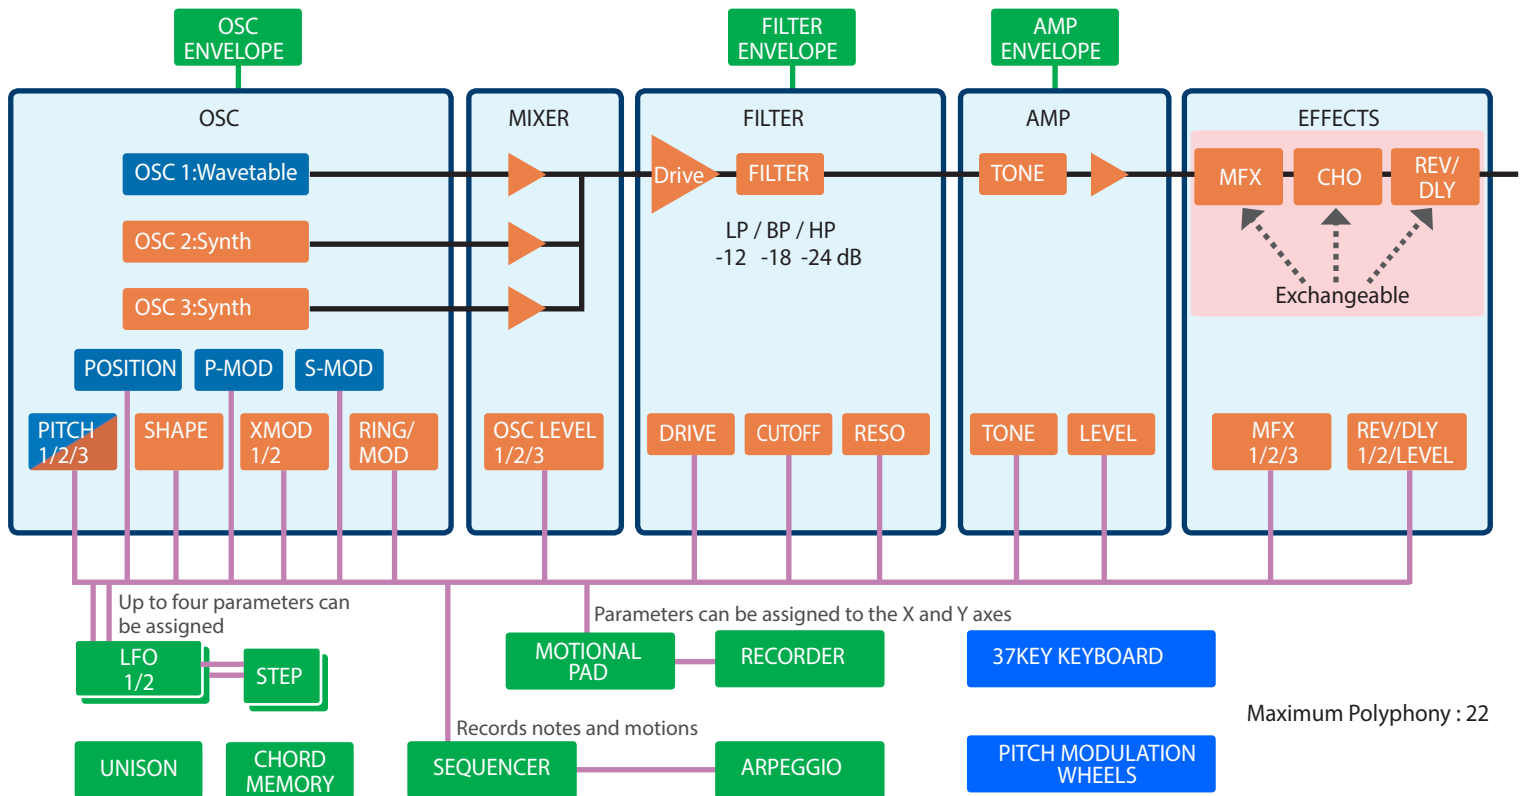 OSC
ENVELOPE
FILTER
ENVELOPE
AMP
ENVELOPE
OSC
MIXER
FILTER
AMP
EFFECTS
OSC 1:Wavetable
OSC 2:Synth
OSC 3:Synth
Drive
FILTER
LP / BP / HP
-12 -18 -24 dB
TONE
MFX
CHO
REV/
DLY
Exchangeable
POSITION
P-MOD
S-MOD
PITCH
1/2/3
SHAPE
XMOD
1/2
RING/
MOD
OSC LEVEL
1/2/3
DRIVE
CUTOFF
RESO
TONE
LEVEL
MFX
1/2/3
REV/DLY
1/2/LEVEL
Up to four parameters can
be assigned
Parameters can be assigned to the X and Y axes
LFO
1/2
STEP
MOTIONAL
PAD
RECORDER
37KEY KEYBOARD
Maximum Polyphony : 22
Records notes and motions
UNISON
CHORD
MEMORY
SEQUENCER
ARPEGGIO
PITCH MODULATION
WHEELS